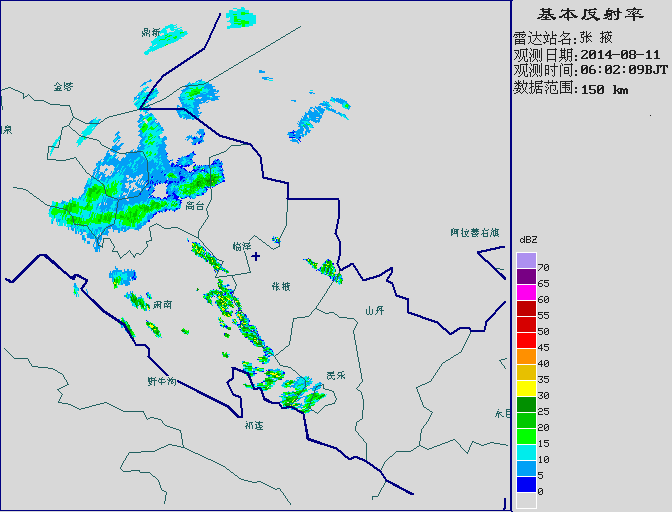 基本反射率
雷达站名:张 掖
观测日期:2014-08-11
观测时间:06:02:09BJT
数据范围:150 km
鼎新
金塔
泉
高台
临泽
阿拉善右旗
张掖
肃南
山丹
野牛沟
民乐
祁连
永昌
dBZ
70
65
60
55
50
45
40
35
30
25
20
15
10
5
0